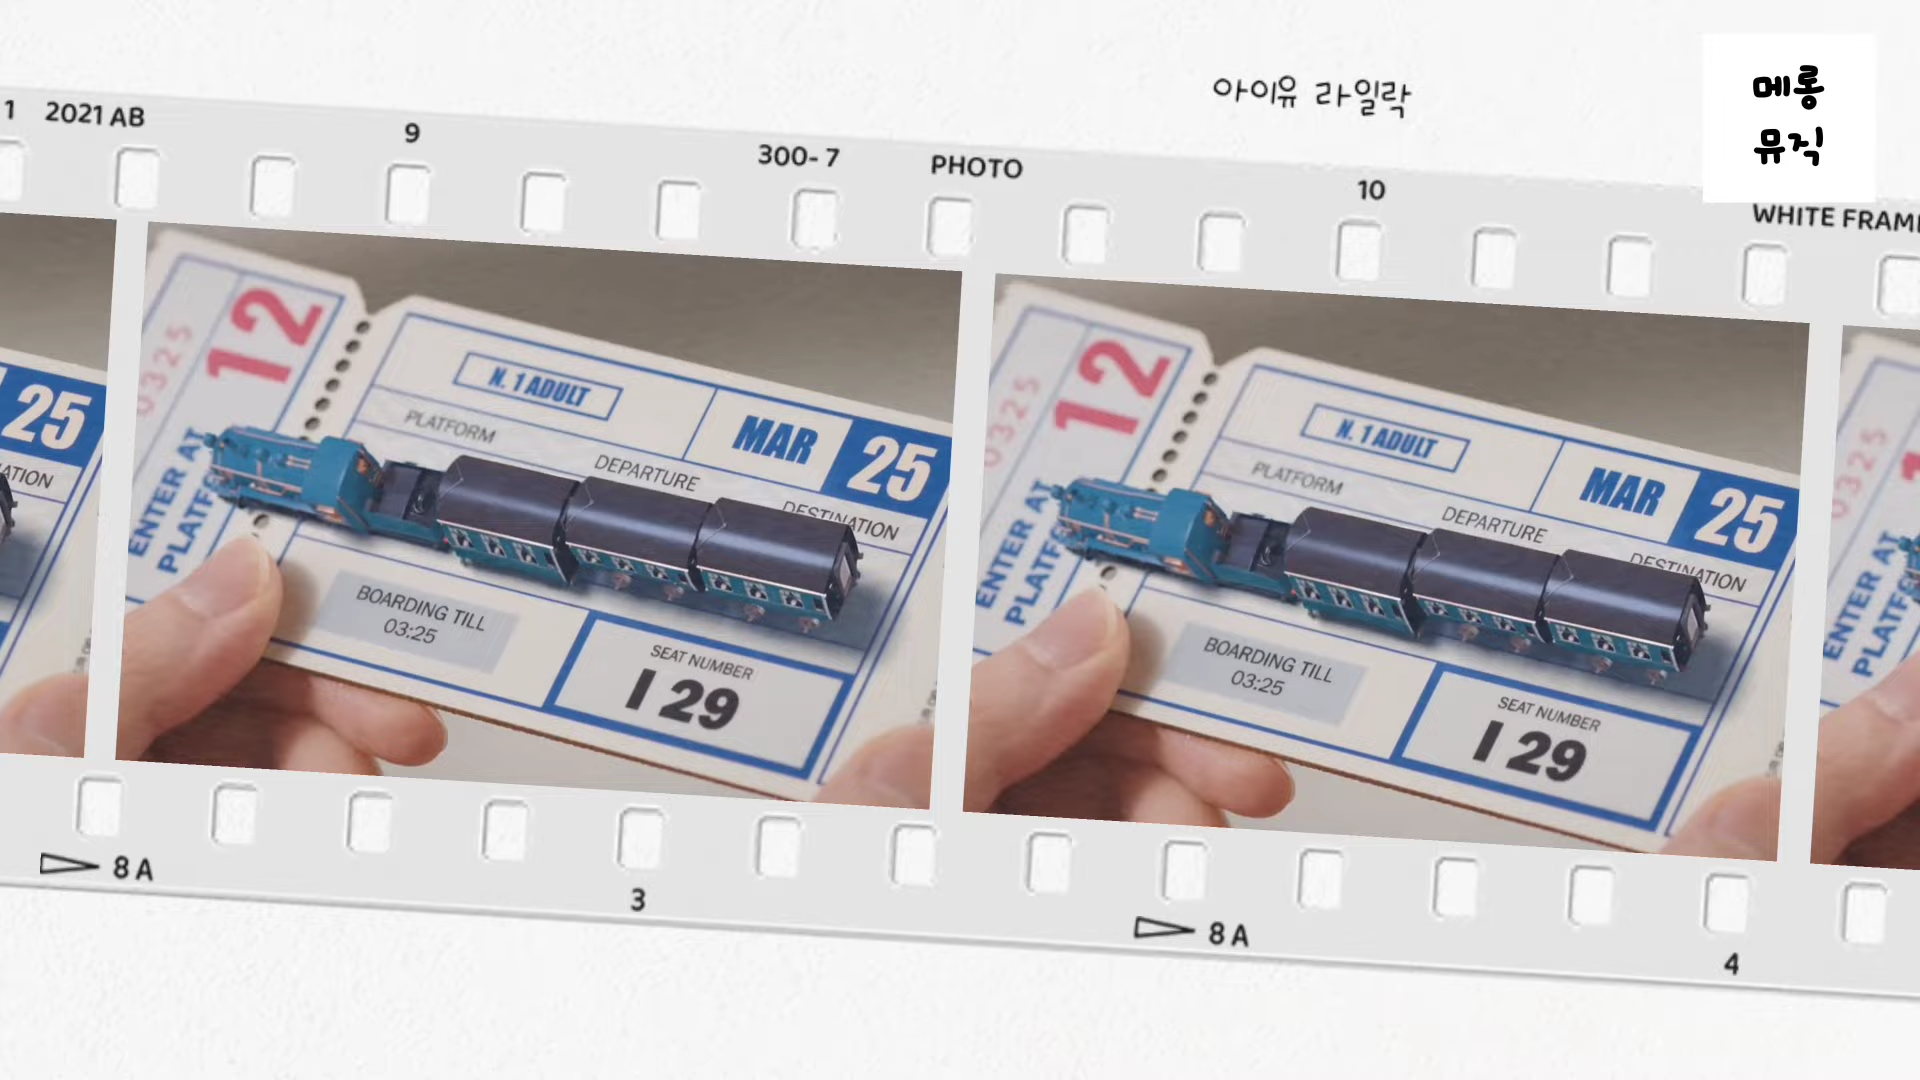 아이유 라일락
메롱
뮤직
1 2021 AB
9
300- 7
PHOTO
10
WHITE FRAM
25
0325
12
ENTER AT
PLATF
N. 1 ADULT
MAR 25
PLATFORM
DEPARTURE
DESTINATION
BOARDING TILL
03:25
SEAT NUMBER
I 29
0325
12
ENTER AT
PLATF
N. 1 ADULT
MAR 25
PLATFORM
DEPARTURE
DESTINATION
BOARDING TILL
03:25
SEAT NUMBER
I 29
0325
ENTER AT
PLATF
8 A
3
8 A
4